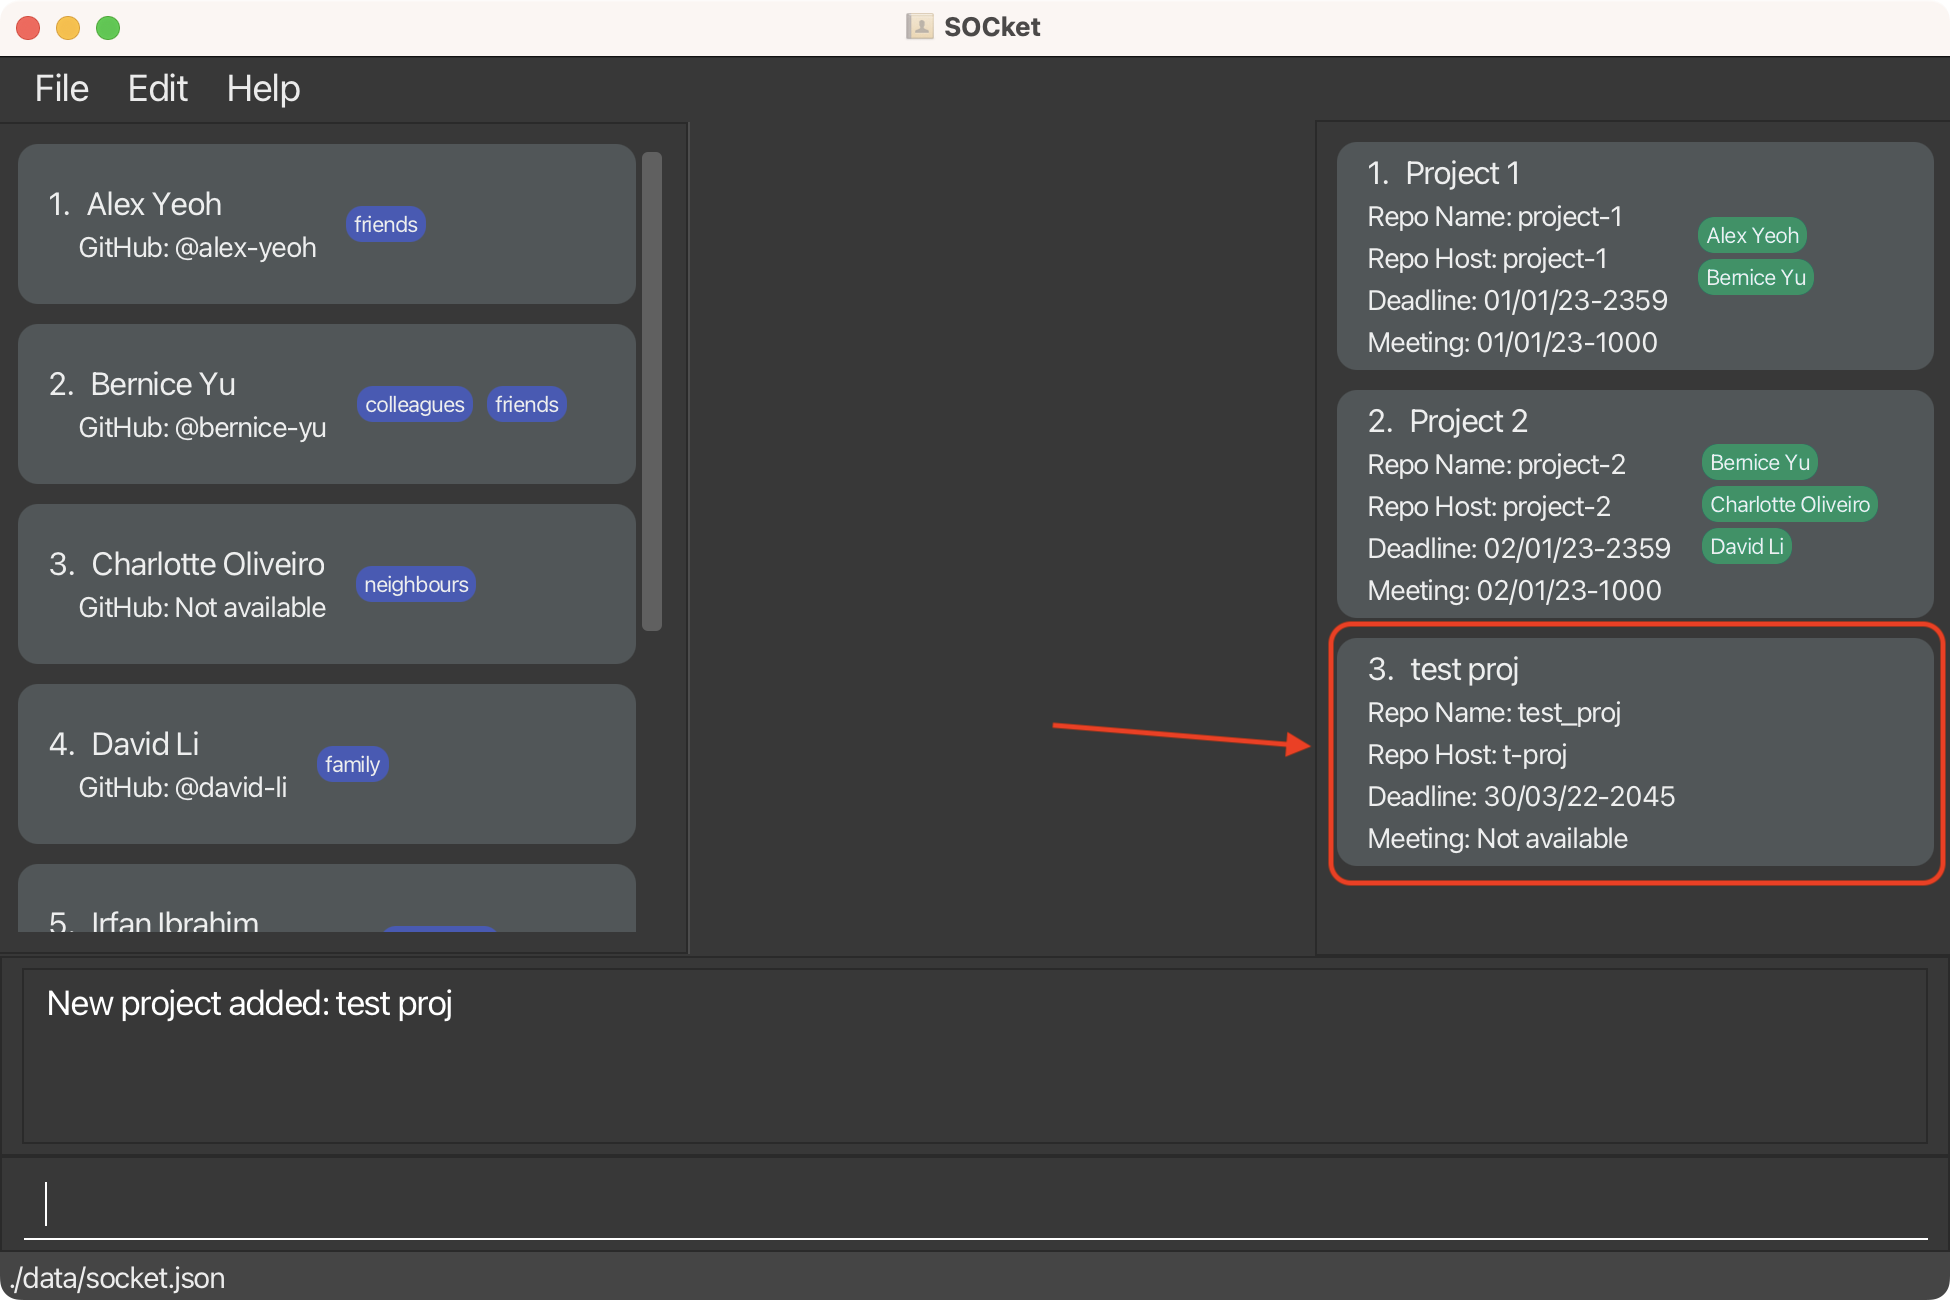 SOCket
File Edit Help
1. Alex Yeoh
GitHub: @alex-yeoh
friends
2. Bernice Yu
GitHub: @bernice-yu
colleagues friends
3. Charlotte Oliveiro
GitHub: Not available
neighbours
4. David Li
GitHub: @david-li
family
5. Irfan Ibrahim
1. Project 1
Repo Name: project-1
Repo Host: project-1
Deadline: 01/01/23-2359
Meeting: 01/01/23-1000
Alex Yeoh
Bernice Yu
2. Project 2
Repo Name: project-2
Repo Host: project-2
Deadline: 02/01/23-2359
Meeting: 02/01/23-1000
Bernice Yu
Charlotte Oliveiro
David Li
3. test proj
Repo Name: test_proj
Repo Host: t-proj
Deadline: 30/03/22-2045
Meeting: Not available
New project added: test proj
./data/socket.json